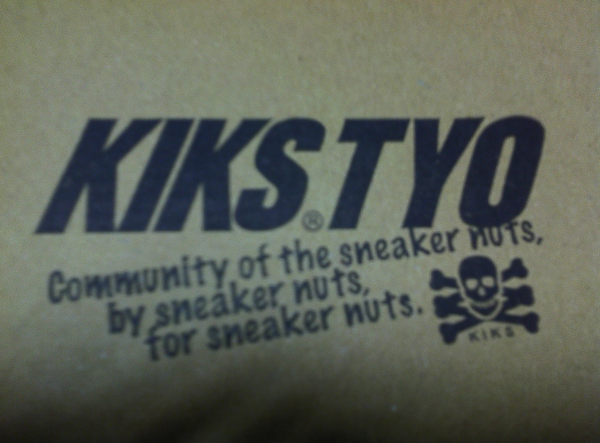 KIKS®TYO
Community of the sneaker nuts,
by sneaker nuts,
for sneaker nuts.
KIKS